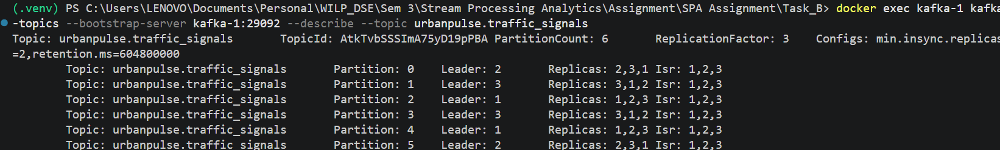 (.venv) PS C:\Users\LENOVO\Documents\Personal\WILP_DSE\Sem 3\Stream Processing Analytics\Assignment\SPA Assignment\Task_B> docker exec kafka-1 kafka
-topics --bootstrap-server kafka-1:29092 --describe --topic urbanpulse.traffic_signals
Topic: urbanpulse.traffic_signals TopicId: AtkTvbSSSImA75yD19pPBA PartitionCount: 6 ReplicationFactor: 3 Configs: min.insync.replicas
=2,retention.ms=604800000
Topic: urbanpulse.traffic_signals Partition: 0 Leader: 2 Replicas: 2,3,1 Isr: 1,2,3
Topic: urbanpulse.traffic_signals Partition: 1 Leader: 3 Replicas: 3,1,2 Isr: 1,2,3
Topic: urbanpulse.traffic_signals Partition: 2 Leader: 1 Replicas: 1,2,3 Isr: 1,2,3
Topic: urbanpulse.traffic_signals Partition: 3 Leader: 3 Replicas: 3,1,2 Isr: 1,2,3
Topic: urbanpulse.traffic_signals Partition: 4 Leader: 1 Replicas: 1,2,3 Isr: 1,2,3
Topic: urbanpulse.traffic_signals Partition: 5 Leader: 2 Replicas: 2,3,1 Isr: 1,2,3